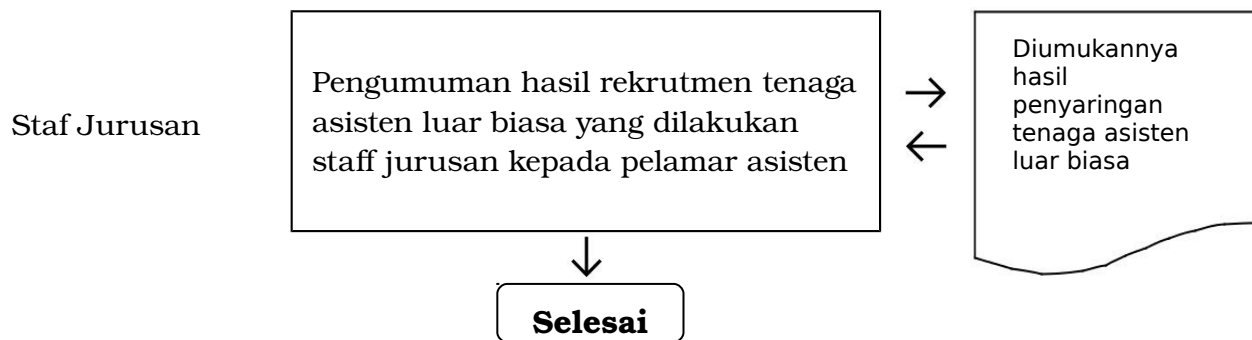 Staf Jurusan
Pengumuman hasil rekrutmen tenaga
asisten luar biasa yang dilakukan
staff jurusan kepada pelamar asisten
Diumukannya
hasil
penyaringan
tenaga asisten
luar biasa
Selesai